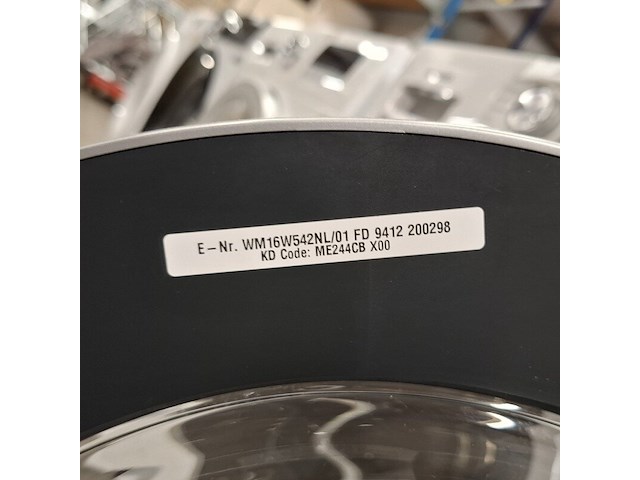 E-Nr. WM16W542NL/01 FD 9412 200298
KD Code: ME244CB X00